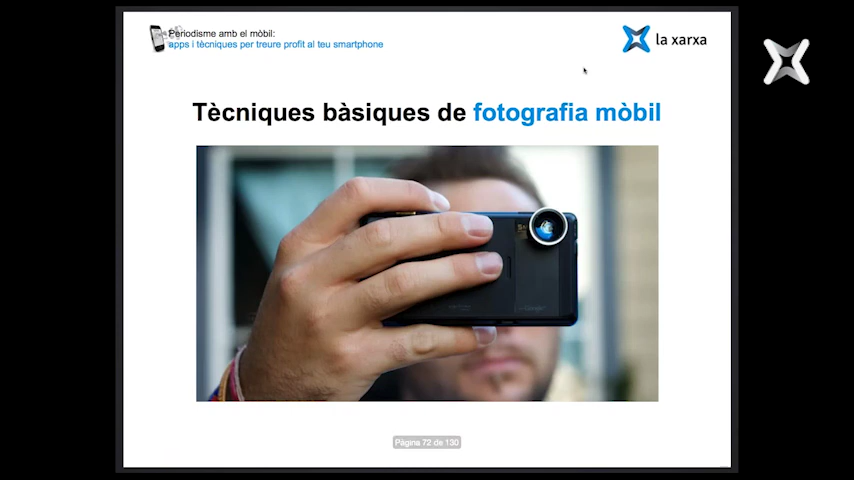 Periodisme amb el mòbil:
apps i tècniques per treure profit al teu smartphone
la xarxa
Tècniques bàsiques de fotografia mòbil
Pàgina 72 de 130